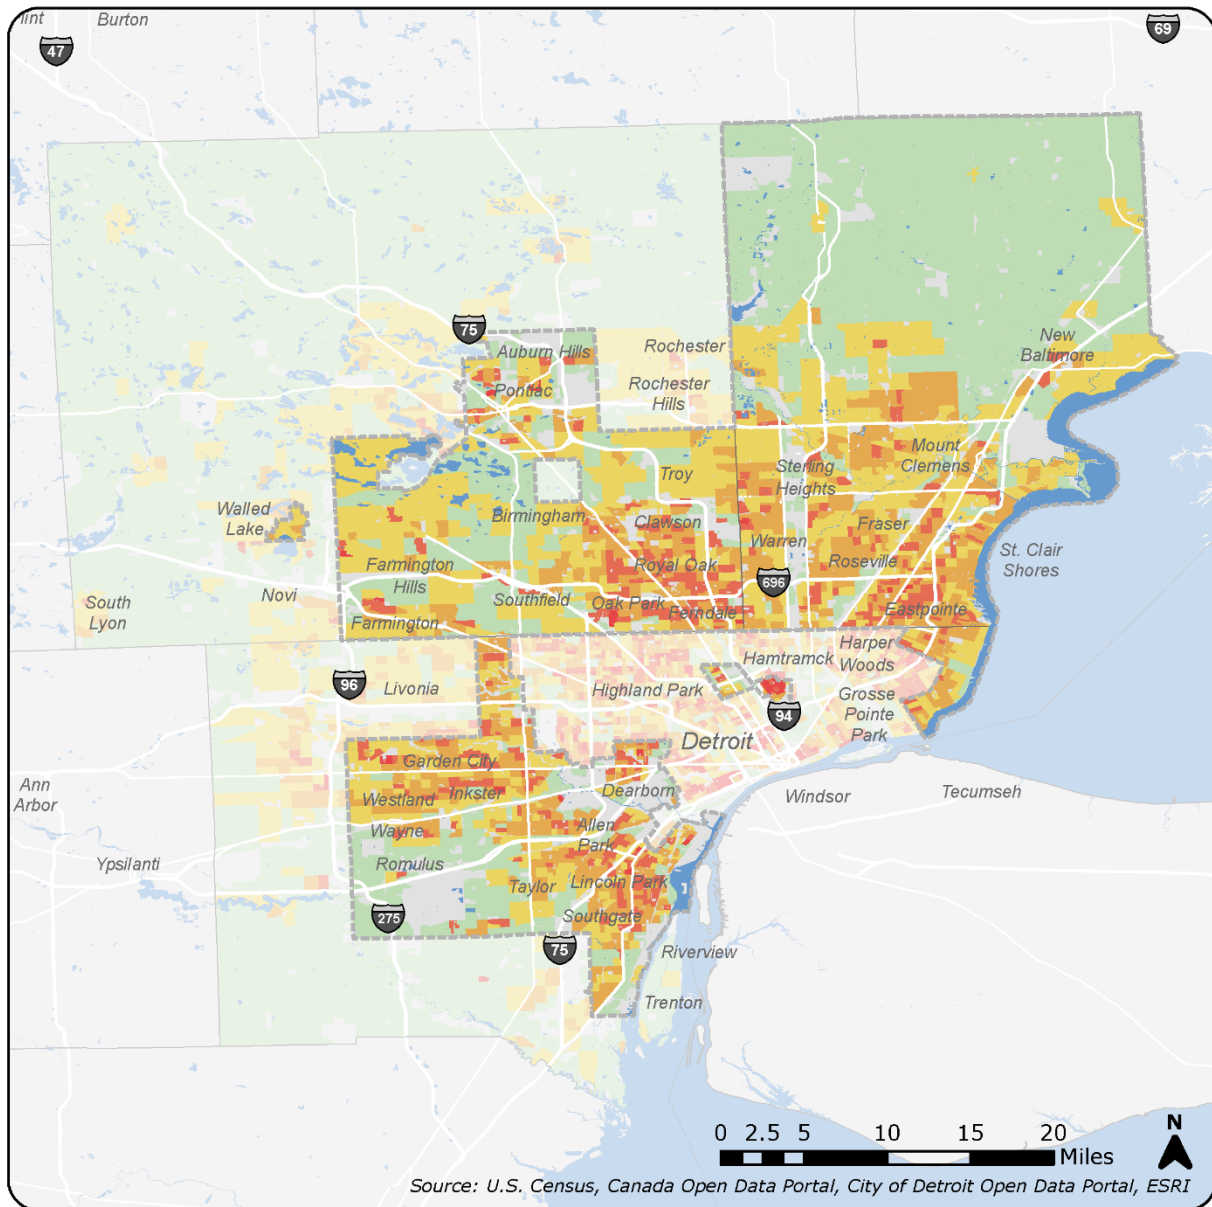 Burton
47
69
New
Baltimore
75
Auburn Hills
Rochester
Pontiac
Rochester
Hills
Mount
Clemens
Troy
Sterling
Heights
Walled
Lake
Birmingham
Clawson
Fraser
Warren
St. Clair
Shores
Farmington
Hills
Royal Oak
Roseville
696
South
Lyon
Novi
Southfield
Oak Park
Ferndale
Eastpointe
Farmington
Harper
Woods
Hamtramck
96
Livonia
Highland Park
Grosse
Pointe
Park
94
Detroit
Garden City
Ann
Arbor
Westland
Inkster
Dearborn
Windsor
Tecumseh
Wayne
Allen
Park
Ypsilanti
Romulus
Taylor
Lincoln Park
275
Southgate
75
Riverview
Trenton
N
0 2.5 5 10 15 20
Miles
Source: U.S. Census, Canada Open Data Portal, City of Detroit Open Data Portal, ESRI